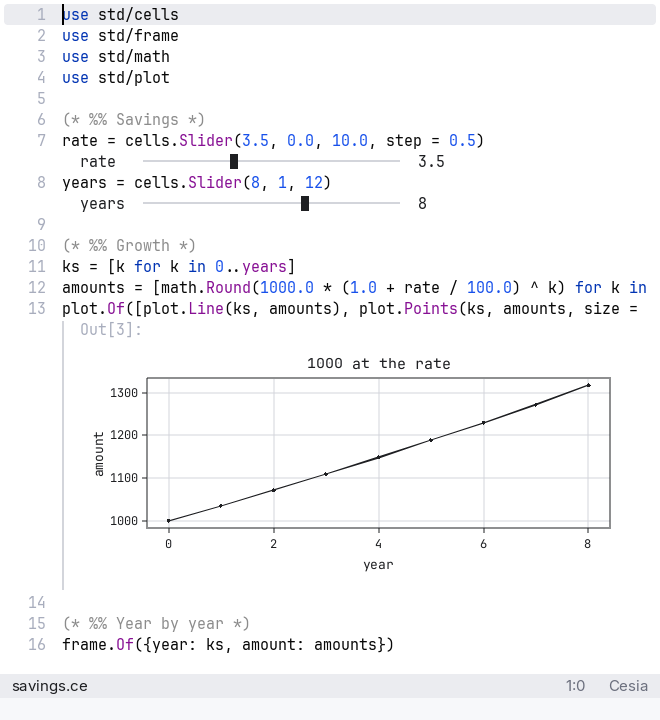 1 use std/cells
2 use std/frame
3 use std/math
4 use std/plot
5
6 (* %% Savings *)
7 rate = cells.Slider(3.5, 0.0, 10.0, step = 0.5)
rate 3.5
8 years = cells.Slider(8, 1, 12)
years 8
9
10 (* %% Growth *)
11 ks = [k for k in 0..years]
12 amounts = [math.Round(1000.0 * (1.0 + rate / 100.0) ^ k) for k in
13 plot.Of([plot.Line(ks, amounts), plot.Points(ks, amounts, size =
Out[3]:
1000 at the rate
1300
1200
1100
1000
amount
0 2 4 6 8
year
14
15 (* %% Year by year *)
16 frame.Of({year: ks, amount: amounts})
savings.ce 1:0 Cesia